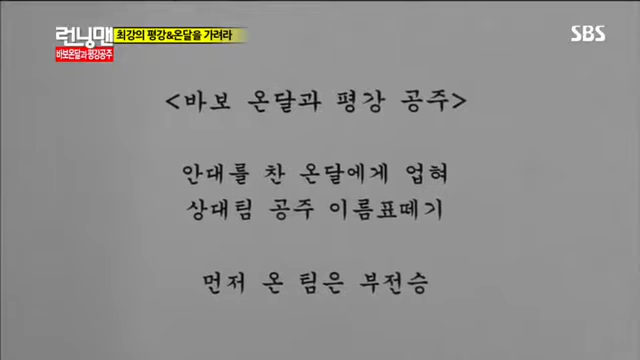 런닝맨 최강의 평강&온달을 가려라
바보온달과 평강공주
SBS
<바보 온달과 평강 공주>
안대를 찬 온달에게 업혀
상대팀 공주 이름표떼기
먼저 온 팀은 부전승